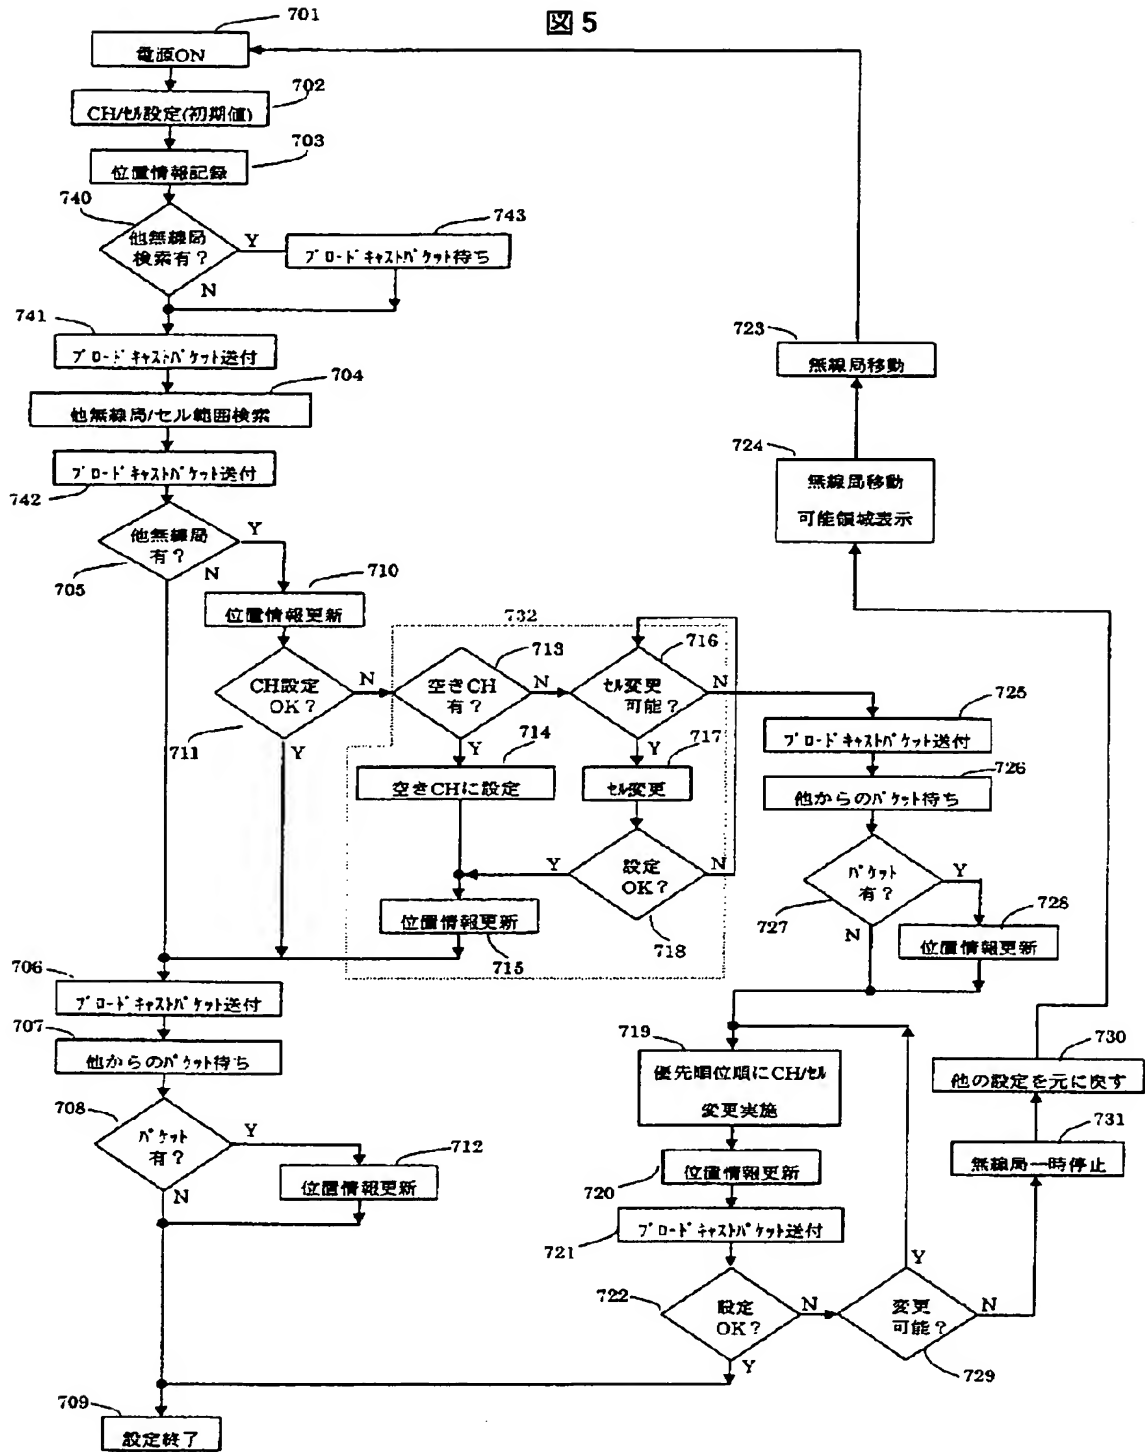 図5
701
電源ON
702
CH/ｾﾙ設定(初期値)
703
位置情報記録
740
他無線局
検索有？
Y
N
743
ﾌﾞﾛｰﾄﾞｷｬｽﾄﾊﾟｹｯﾄ待ち
741
ﾌﾞﾛｰﾄﾞｷｬｽﾄﾊﾟｹｯﾄ送付
704
他無線局/セル範囲検索
ﾌﾞﾛｰﾄﾞｷｬｽﾄﾊﾟｹｯﾄ送付
742
他無線局
有？
Y
N
705
710
位置情報更新
CH設定
OK？
N
Y
711
732
713
空きCH
有？
N
Y
714
空きCHに設定
716
ｾﾙ変更
可能？
N
Y
717
ｾﾙ変更
設定
OK？
Y
N
718
位置情報更新
715
723
無線局移動
724
無線局移動
可能領域表示
725
ﾌﾞﾛｰﾄﾞｷｬｽﾄﾊﾟｹｯﾄ送付
726
他からのﾊﾟｹｯﾄ待ち
ﾊﾟｹｯﾄ
有？
Y
N
727
728
位置情報更新
706
ﾌﾞﾛｰﾄﾞｷｬｽﾄﾊﾟｹｯﾄ送付
707
他からのﾊﾟｹｯﾄ待ち
708
ﾊﾟｹｯﾄ
有？
Y
N
712
位置情報更新
719
優先順位順にCH/ｾﾙ
変更実施
位置情報更新
720
ﾌﾞﾛｰﾄﾞｷｬｽﾄﾊﾟｹｯﾄ送付
721
722
設定
OK？
N
Y
変更
可能？
Y
N
729
730
他の設定を元に戻す
731
無線局一時停止
709
設定終了